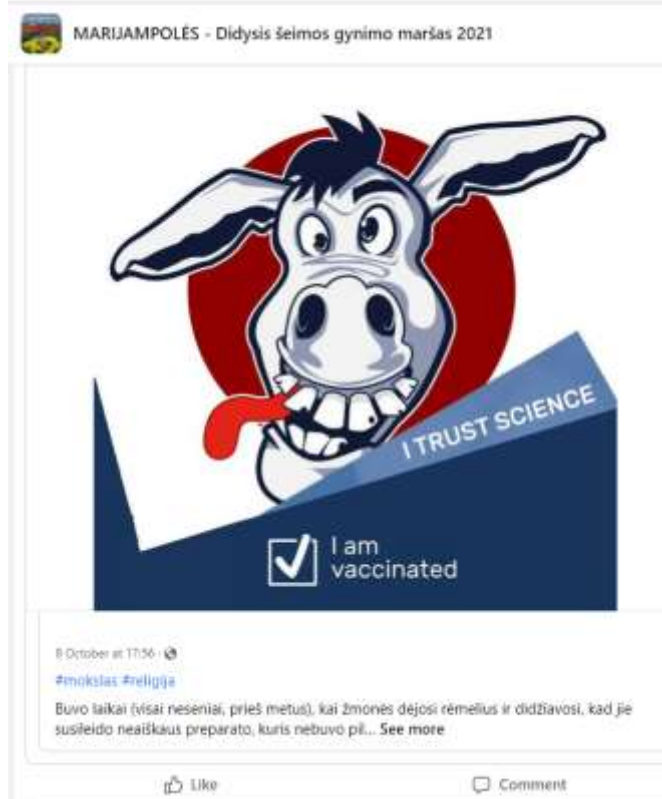 MARIJAMPOLĖS - Didysis šeimos gynimo maršas 2021
I TRUST SCIENCE
I am
vaccinated
8 October at 17:56
#mokslas #religija
Buvo laikai (visai neseniai, prieš metus), kai žmonės dėjosi rėmelius ir didžiavosi, kad jie
susileido neaiškaus preparato, kuris nebuvo pil... See more
Like
Comment